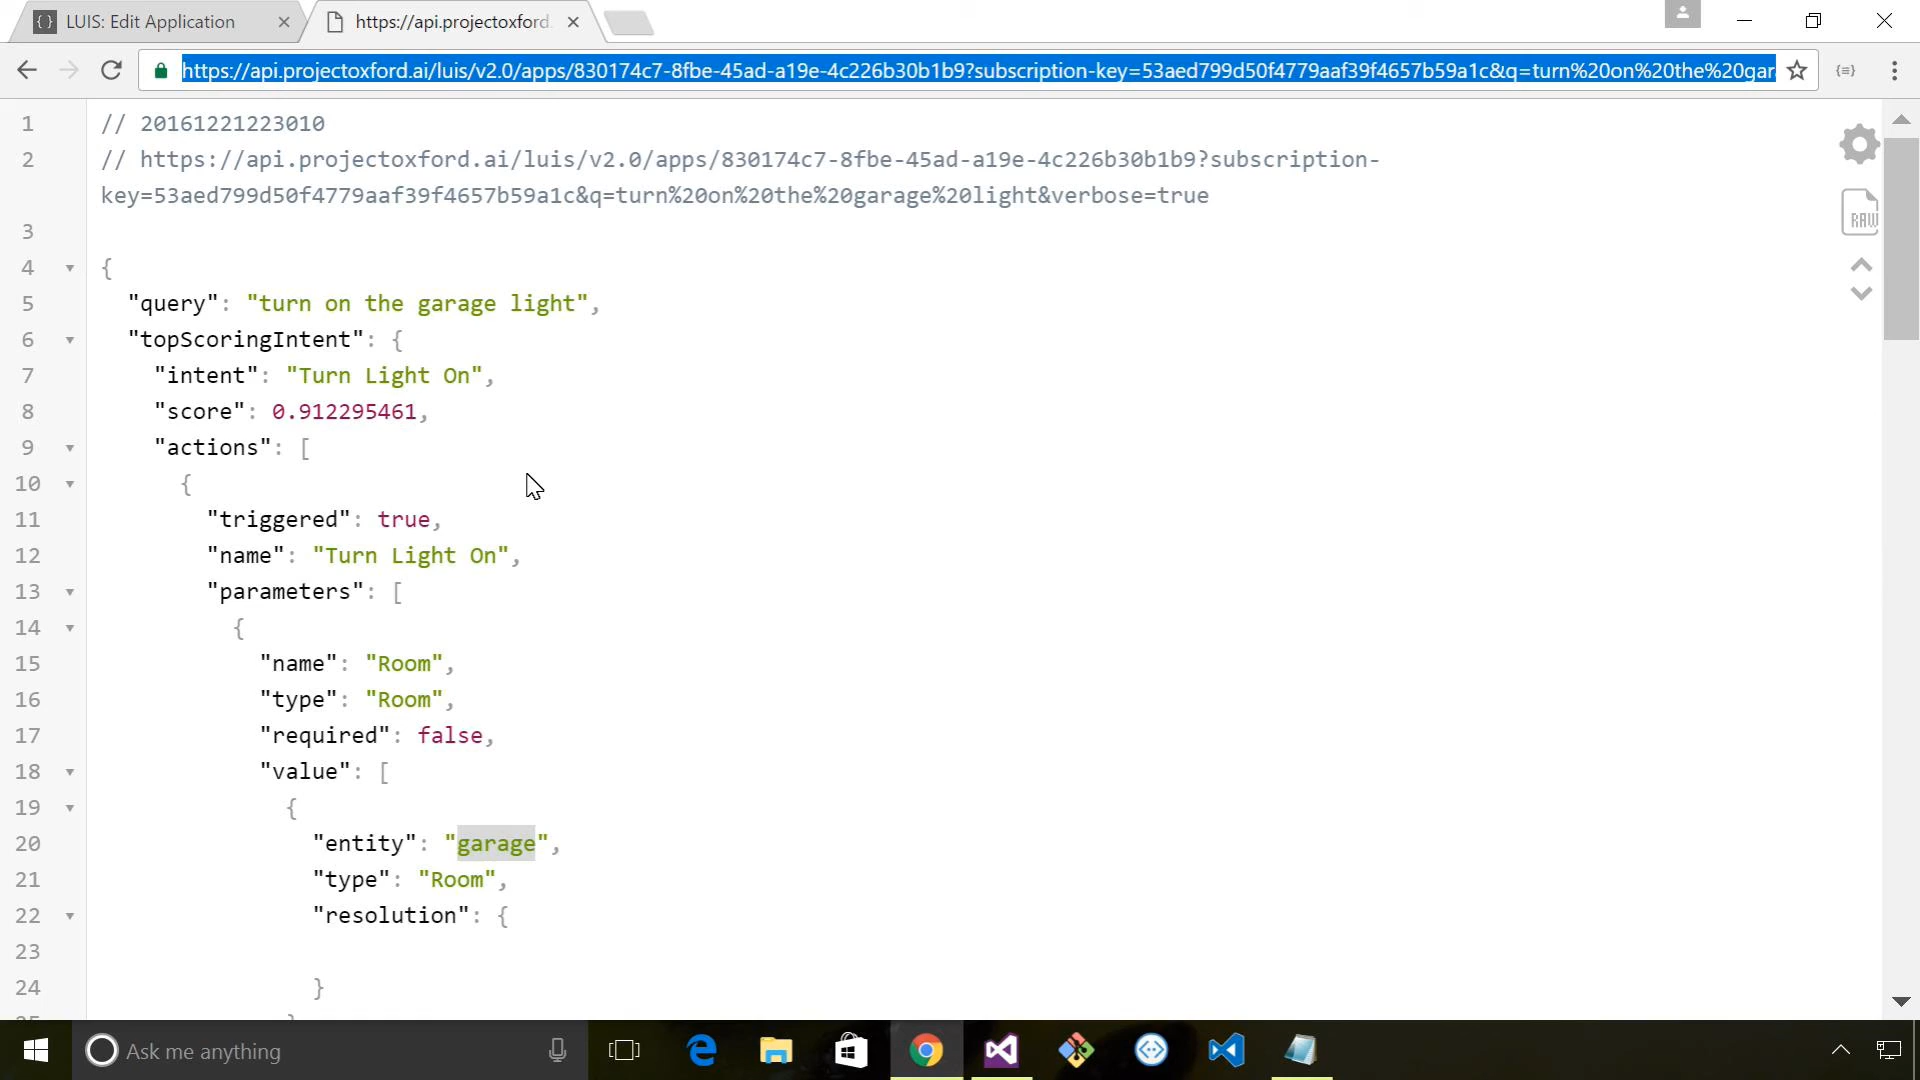 LUIS: Edit Application
https://api.projectoxford.
https://api.projectoxford.ai/luis/v2.0/apps/830174c7-8fbe-45ad-a19e-4c226b30b1b9?subscription-key=53aed799d50f4779aaf39f4657b59a1c&q=turn%20on%20the%20gar
1 // 20161221223010
2 // https://api.projectoxford.ai/luis/v2.0/apps/830174c7-8fbe-45ad-a19e-4c226b30b1b9?subscription-
key=53aed799d50f4779aaf39f4657b59a1c&q=turn%20on%20the%20garage%20light&verbose=true
RAW
3
4 {
5 "query": "turn on the garage light",
6 "topScoringIntent": {
7 "intent": "Turn Light On",
8 "score": 0.912295461,
9 "actions": [
10 {
11 "triggered": true,
12 "name": "Turn Light On",
13 "parameters": [
14 {
15 "name": "Room",
16 "type": "Room",
17 "required": false,
18 "value": [
19 {
20 "entity": "garage",
21 "type": "Room",
22 "resolution": {
23
24 }
Ask me anything